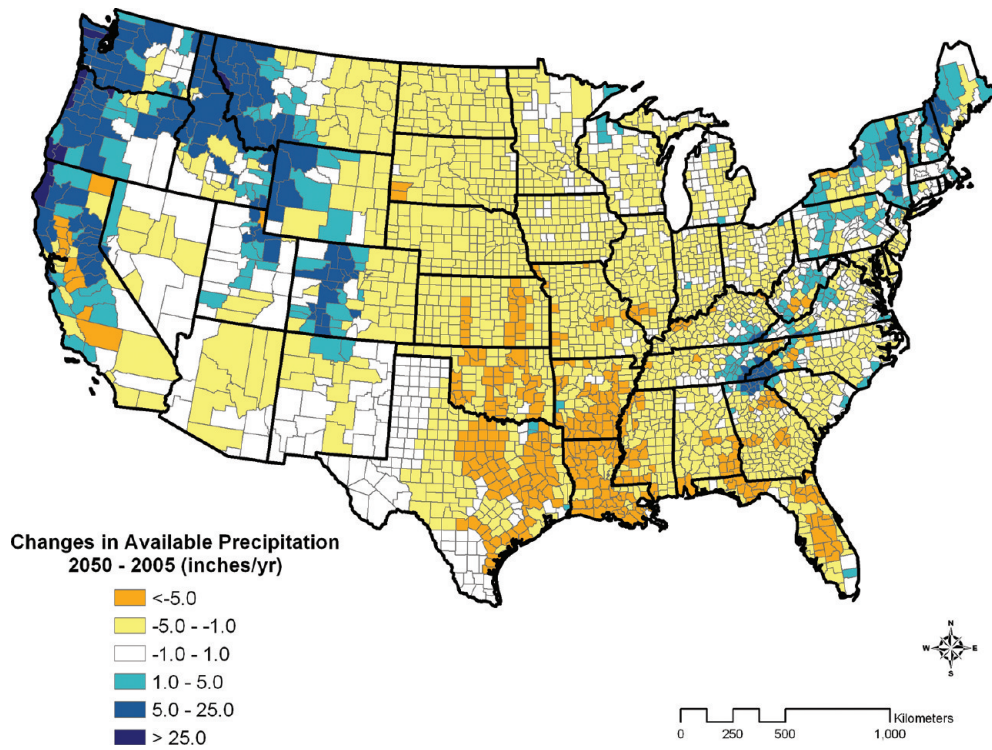 Changes in Available Precipitation
2050 - 2005 (inches/yr)
<-5.0
-5.0 - -1.0
-1.0 - 1.0
1.0 - 5.0
5.0 - 25.0
> 25.0
N
W E
S
Kilometers
0 250 500 1,000